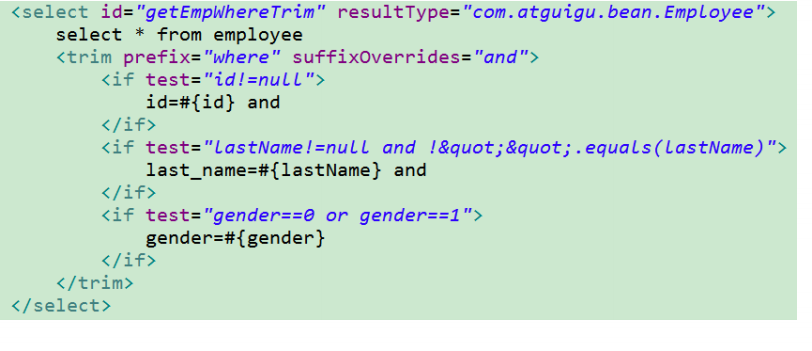 <select id="getEmpWhereTrim" resultType="com.atguigu.bean.Employee">
select * from employee
<trim prefix="where" suffixOverrides="and">
<if test="id!=null">
id=#{id} and
</if>
<if test="lastName!=null and !&quot;&quot;.equals(lastName)">
last_name=#{lastName} and
</if>
<if test="gender==0 or gender==1">
gender=#{gender}
</if>
</trim>
</select>